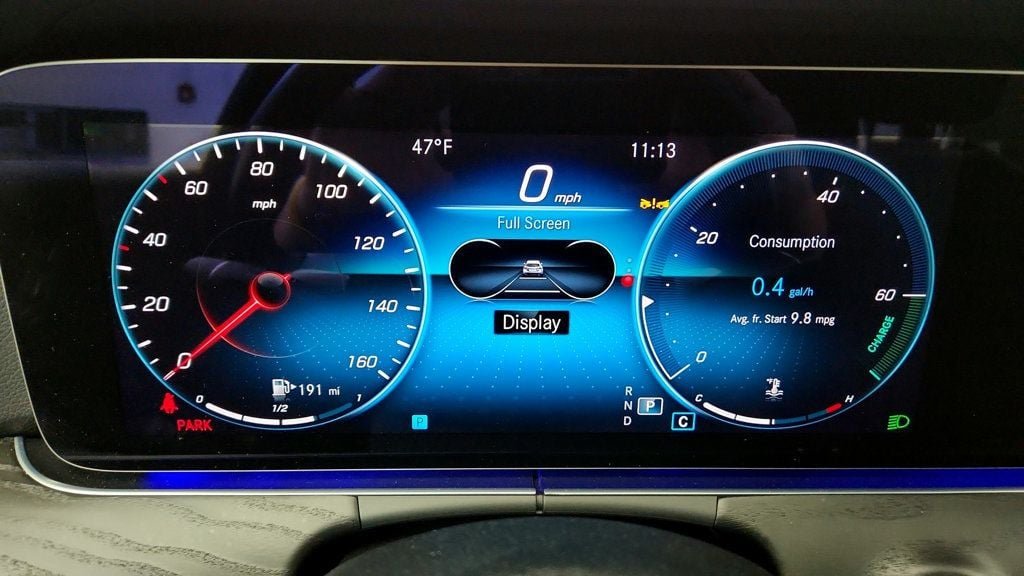 47°F
11:13
0 mph
Full Screen
Display
0
20
40
60
80
100
120
140
160
mph
191 mi
0
1/2
1
PARK
P
R
N
D
P
C
0
20
40
60
Consumption
0.4 gal/h
Avg. fr. Start 9.8 mpg
CHARGE
C
H